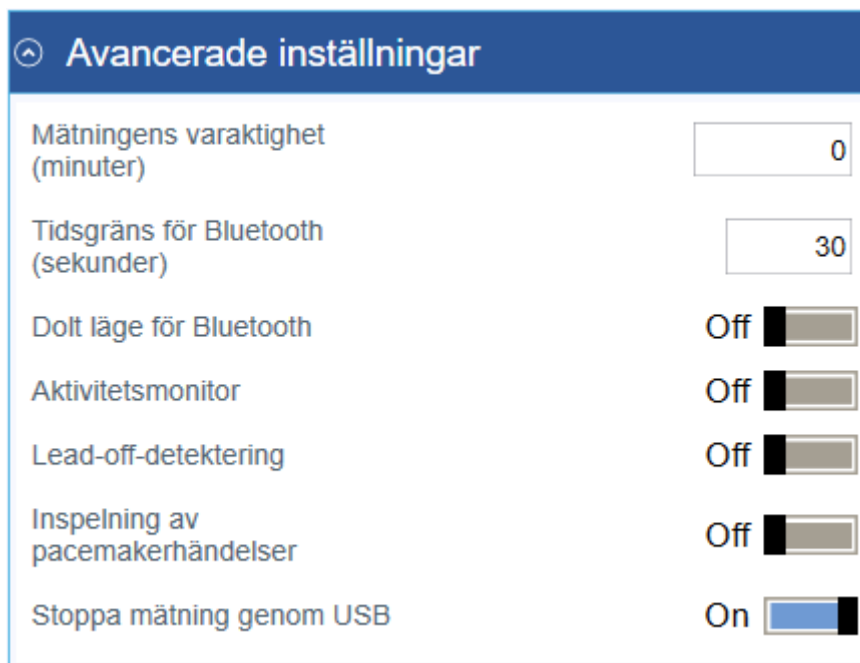 Avancerade inställningar
Mätningens varaktighet
(minuter)
0
Tidsgräns för Bluetooth
(sekunder)
30
Dolt läge för Bluetooth
Off
Aktivitetsmonitor
Off
Lead-off-detektering
Off
Inspelning av
pacemakerhändelser
Off
Stoppa mätning genom USB
On